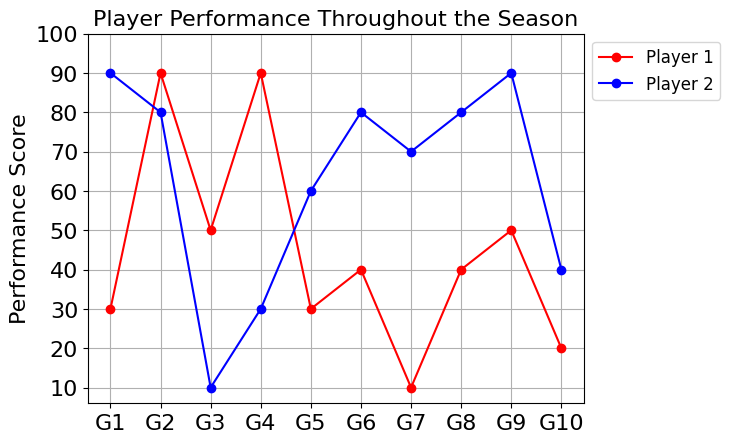 Player Performance Throughout the Season
Performance Score
100
90
80
70
60
50
40
30
20
10
G1 G2 G3 G4 G5 G6 G7 G8 G9 G10
Player 1
Player 2